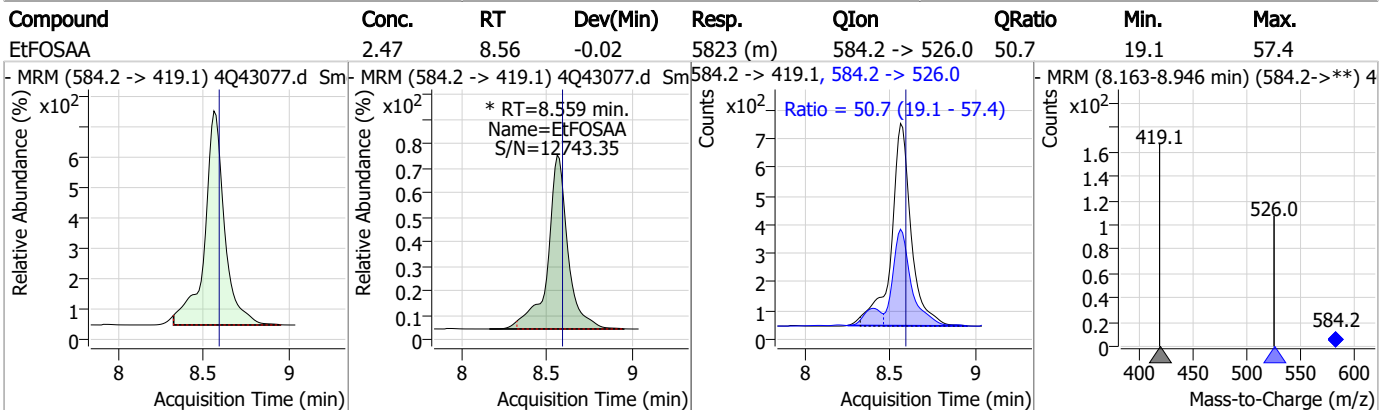 Compound Conc. RT Dev(Min) Resp. QIon QRatio Min. Max.
EtFOSAA 2.47 8.56 -0.02 5823 (m) 584.2 -> 526.0 50.7 19.1 57.4
- MRM (584.2 -> 419.1) 4Q43077.d Sm
Relative Abundance (%)
x10²
6
5
4
3
2
1
0
8 8.5 9
Acquisition Time (min)
- MRM (584.2 -> 419.1) 4Q43077.d Sm
Relative Abundance (%)
x10²
* RT=8.559 min.
Name=EtFOSAA
S/N=12743.35
0.8
0.7
0.6
0.5
0.4
0.3
0.2
0.1
0
8 8.5 9
Acquisition Time (min)
584.2 -> 419.1, 584.2 -> 526.0
Counts
x10²
Ratio = 50.7 (19.1 - 57.4)
7
6
5
4
3
2
1
0
8 8.5 9
Acquisition Time (min)
- MRM (8.163-8.946 min) (584.2->**) 4
Counts
x10²
419.1
526.0
584.2
1.6
1.4
1.2
1
0.8
0.6
0.4
0.2
0
400 450 500 550 600
Mass-to-Charge (m/z)